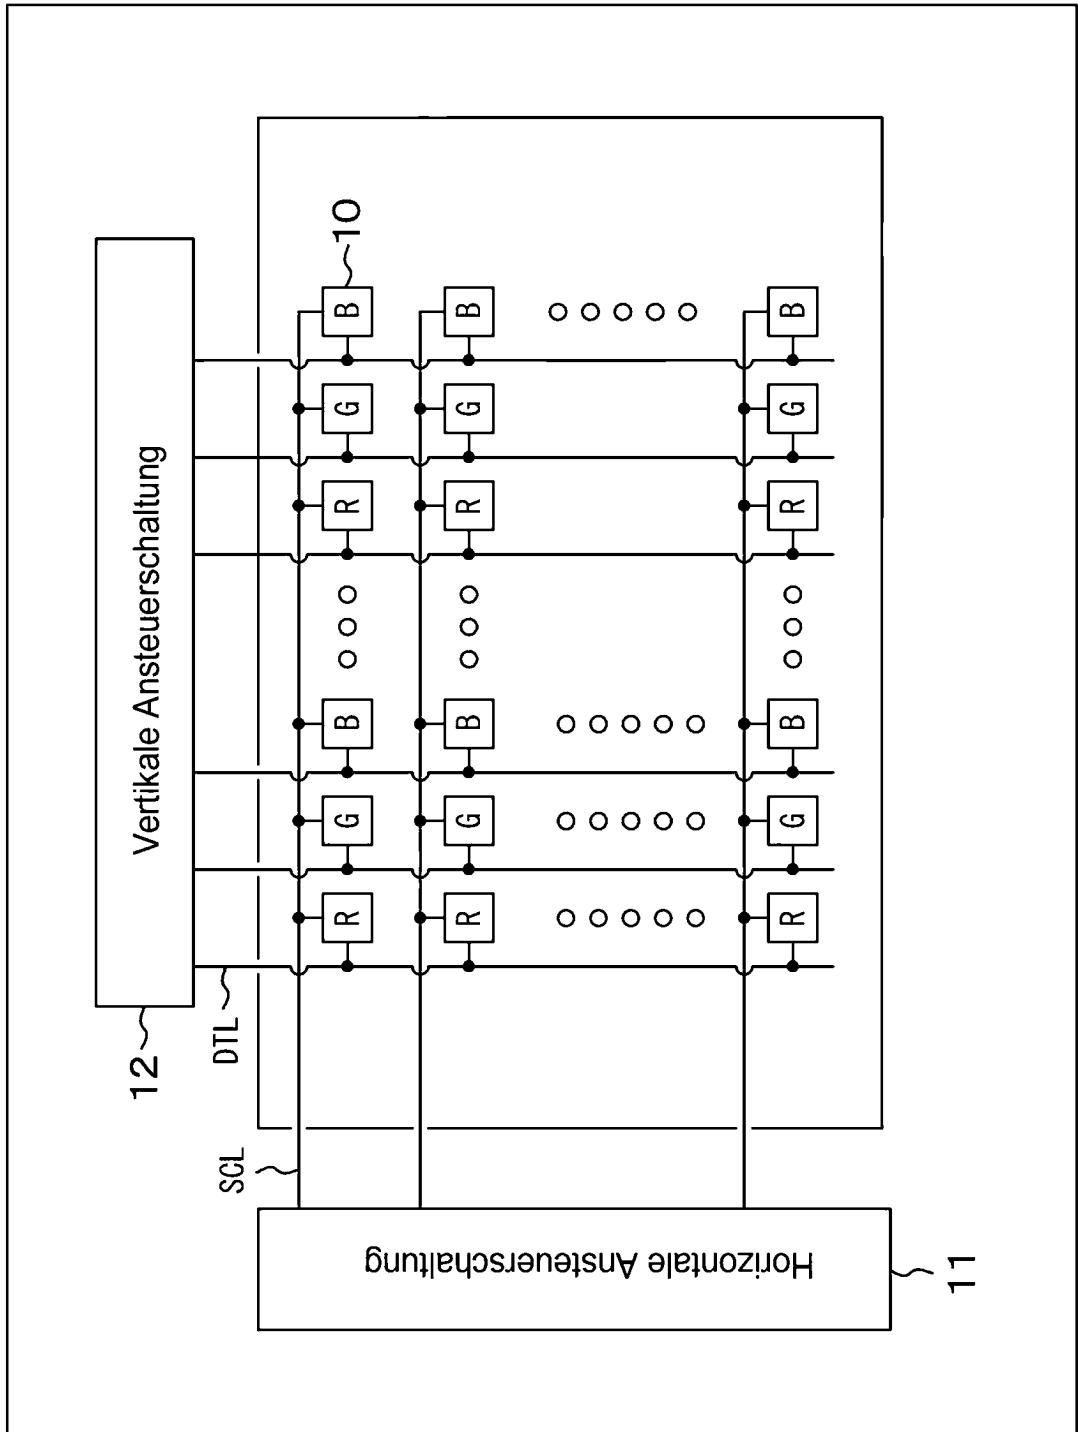 12
Vertikale Ansteuerschaltung
DTL
SCL
10
R G B R G B
R G B R G B
R G B R G B
Horizontale Ansteuerschaltung
11